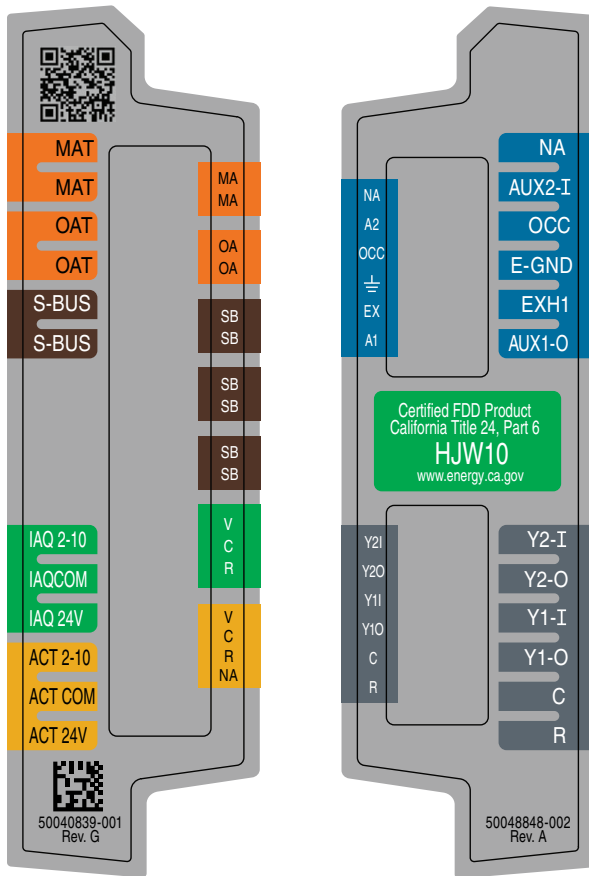 MAT
MAT
OAT
OAT
S-BUS
S-BUS
IAQ 2-10
IAQCOM
IAQ 24V
ACT 2-10
ACT COM
ACT 24V
MA
MA
OA
OA
SB
SB
SB
SB
SB
SB
V
C
R
V
C
R
NA
50040839-001
Rev. G
NA
A2
OCC
EX
A1
NA
AUX2-I
OCC
E-GND
EXH1
AUX1-O
Certified FDD Product
California Title 24, Part 6
HJW10
www.energy.ca.gov
Y2I
Y2O
Y1I
Y1O
C
R
Y2-I
Y2-O
Y1-I
Y1-O
C
R
50048848-002
Rev. A